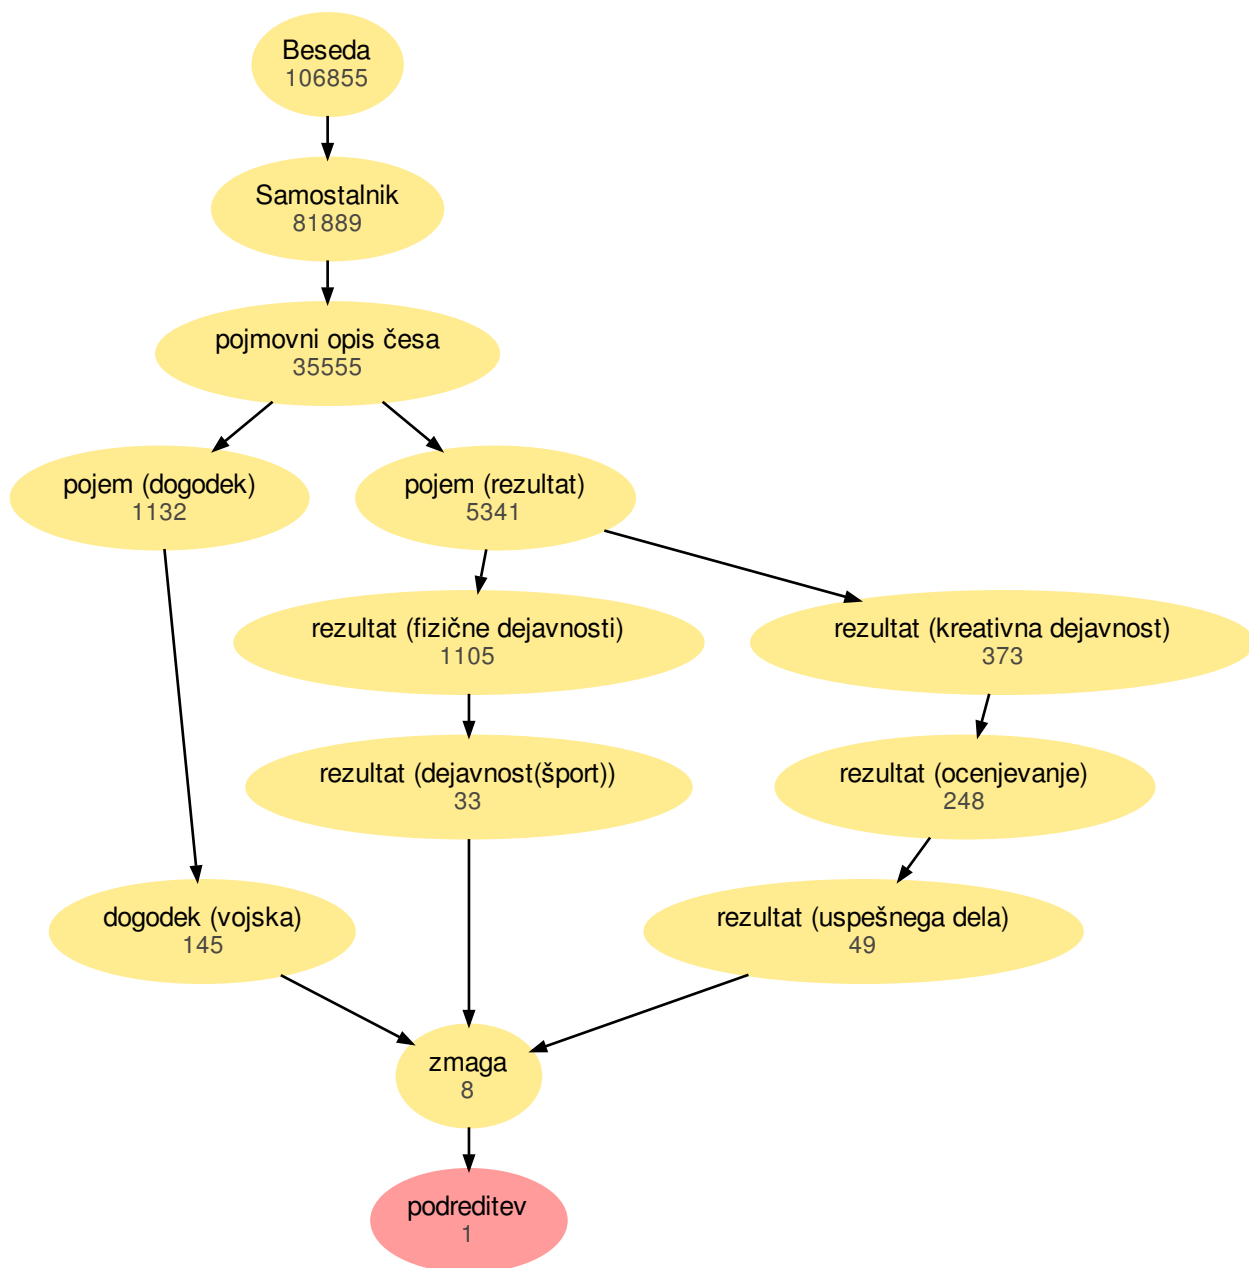 Beseda
106855
Samostalnik
81889
pojmovni opis česa
35555
pojem (dogodek)
1132
pojem (rezultat)
5341
rezultat (fizične dejavnosti)
1105
rezultat (kreativna dejavnost)
373
rezultat (dejavnost(šport))
33
rezultat (ocenjevanje)
248
dogodek (vojska)
145
rezultat (uspešnega dela)
49
zmaga
8
podreditev
1